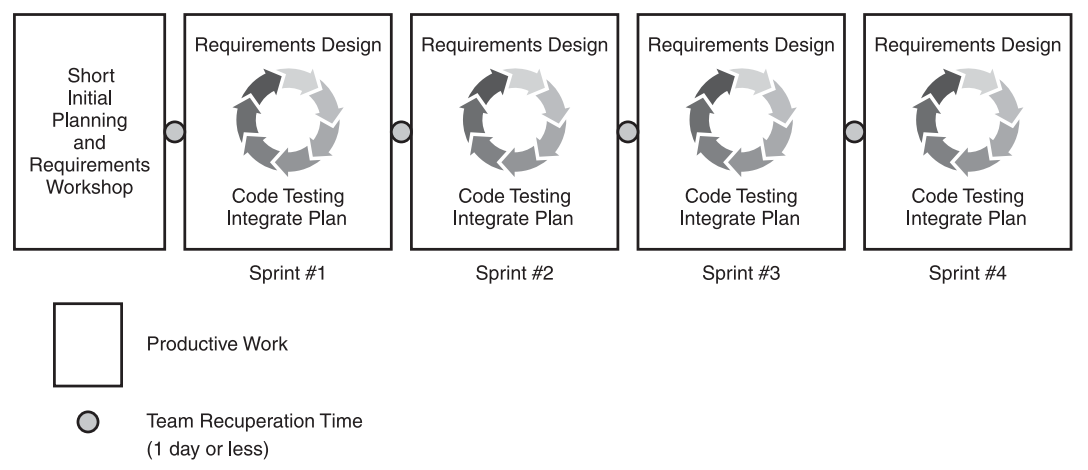 Short
Initial
Planning
and
Requirements
Workshop
Requirements Design
Code Testing
Integrate Plan
Sprint #1
Requirements Design
Code Testing
Integrate Plan
Sprint #2
Requirements Design
Code Testing
Integrate Plan
Sprint #3
Requirements Design
Code Testing
Integrate Plan
Sprint #4
Productive Work
Team Recuperation Time
(1 day or less)